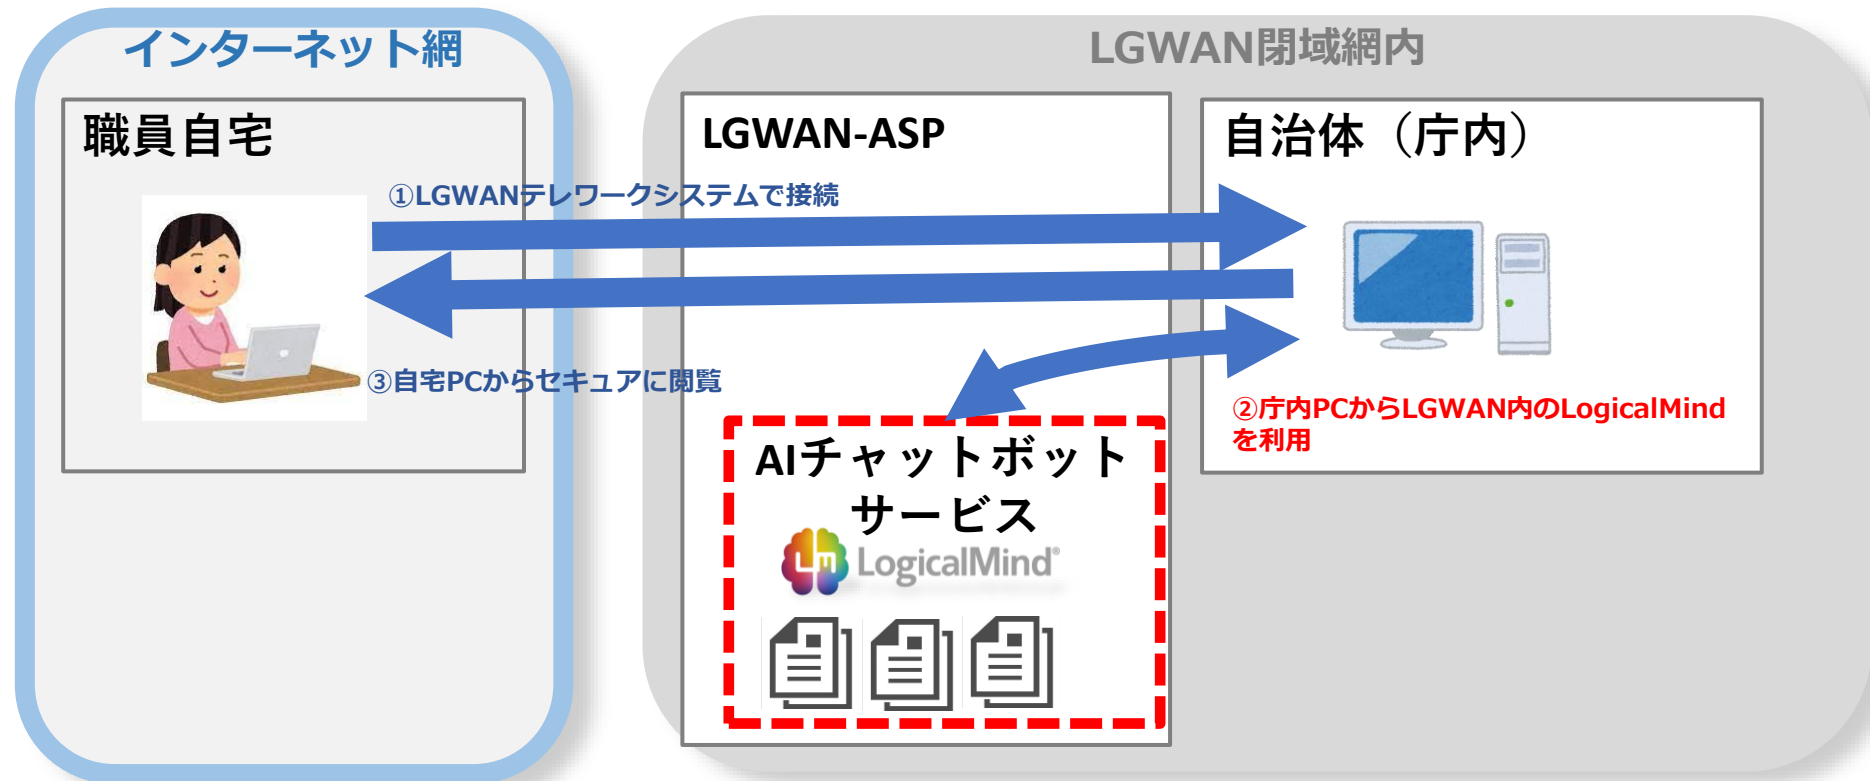 インターネット網
職員自宅
①LGWANテレワークシステムで接続
③自宅PCからセキュアに閲覧
LGWAN閉域網内
LGWAN-ASP
AIチャットボット
サービス
Lm LogicalMind®
自治体（庁内）
②庁内PCからLGWAN内のLogicalMind
を利用